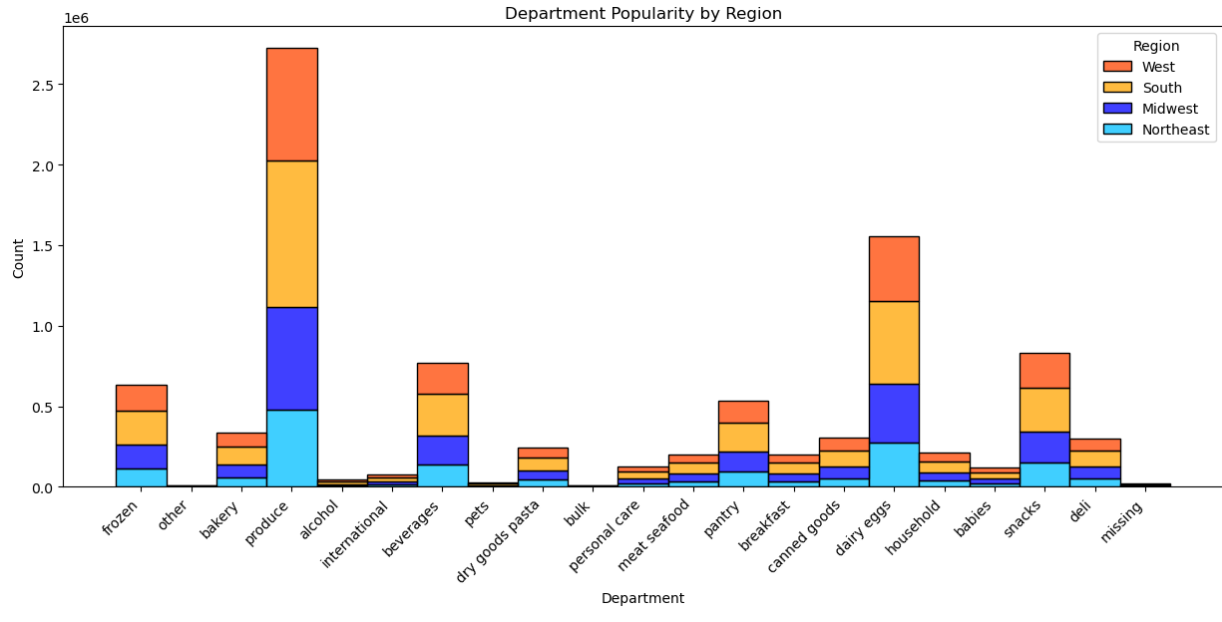 Department Popularity by Region
1e6
2.5
2.0
1.5
1.0
0.5
0.0
Count
Region
West
South
Midwest
Northeast
frozen
other
bakery
produce
alcohol
international
beverages
pets
dry goods pasta
bulk
personal care
meat seafood
pantry
breakfast
canned goods
dairy eggs
household
babies
snacks
deli
missing
Department